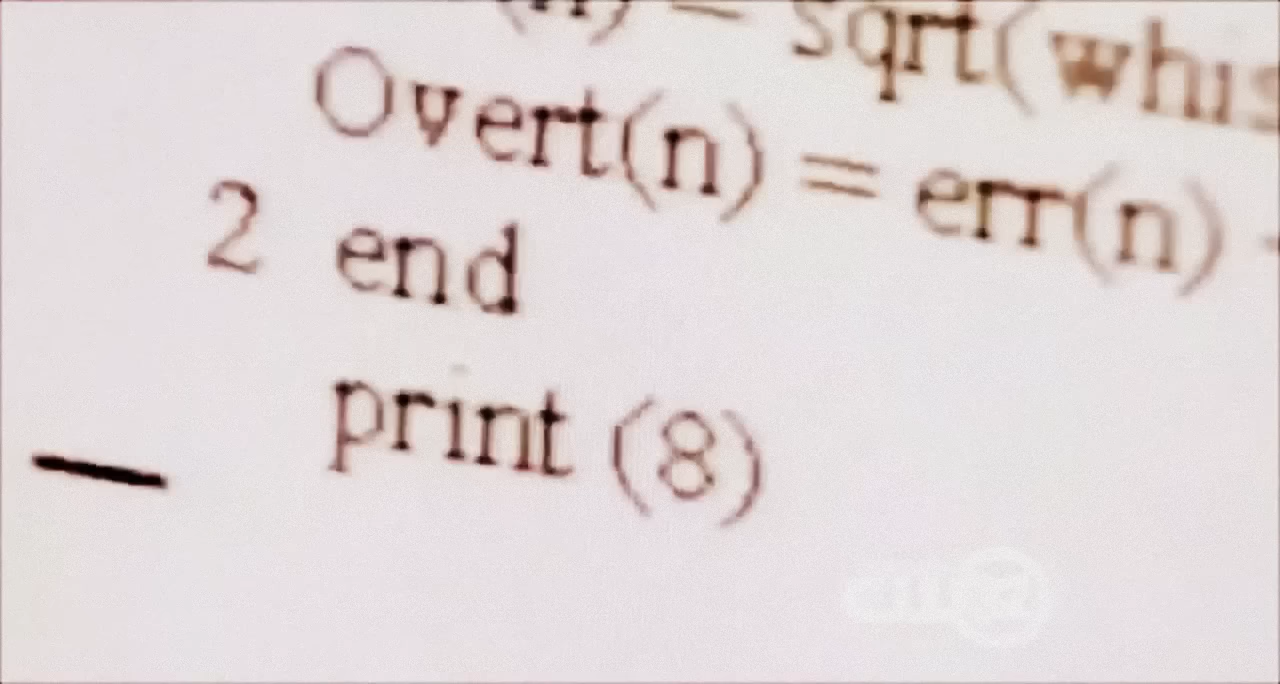 (n) = sqrt(whis
Overt(n) = err(n) -
2 end
print (8)